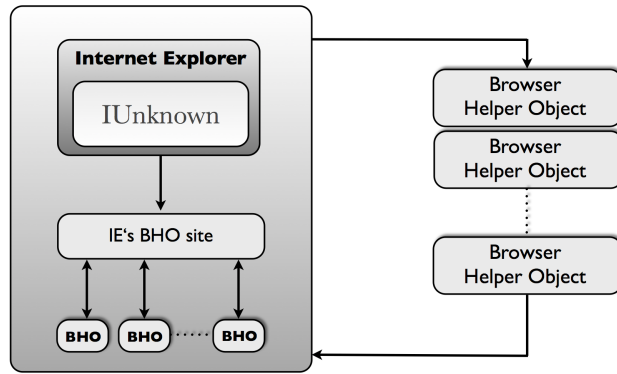 Internet Explorer
IUnknown
IE's BHO site
BHO
BHO
BHO
Browser
Helper Object
Browser
Helper Object
Browser
Helper Object